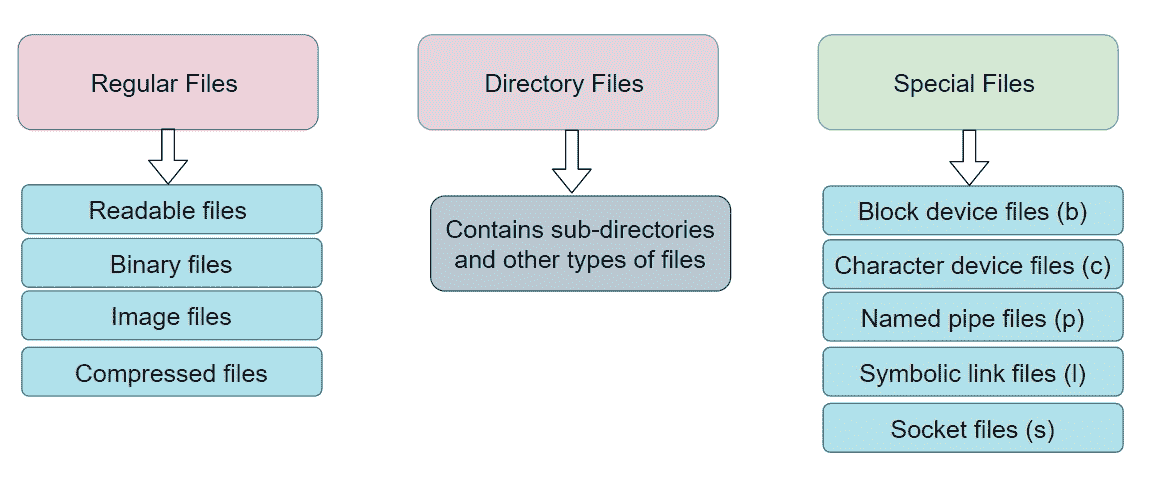 Regular Files
Readable files
Binary files
Image files
Compressed files
Directory Files
Contains sub-directories
and other types of files
Special Files
Block device files (b)
Character device files (c)
Named pipe files (p)
Symbolic link files (l)
Socket files (s)